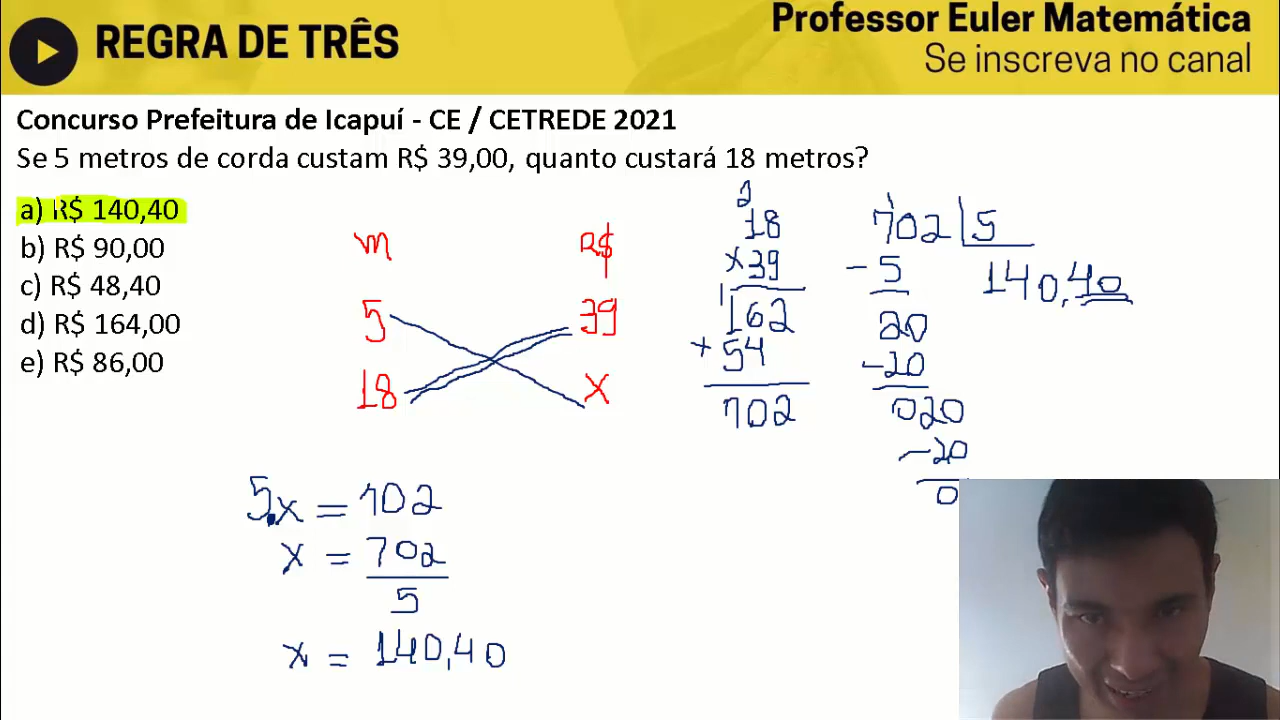 REGRA DE TRÊS
Professor Euler Matemática
Se inscreva no canal
Concurso Prefeitura de Icapuí - CE / CETREDE 2021
Se 5 metros de corda custam R$ 39,00, quanto custará 18 metros?
a) R$ 140,40
b) R$ 90,00
c) R$ 48,40
d) R$ 164,00
e) R$ 86,00
m R$
5 39
18 x
5.x = 702
x = 702
5
x = 140,40
2
18
x 39
1
162
+ 54
702
702 5
- 5 140,40
20
- 20
020
- 20
0